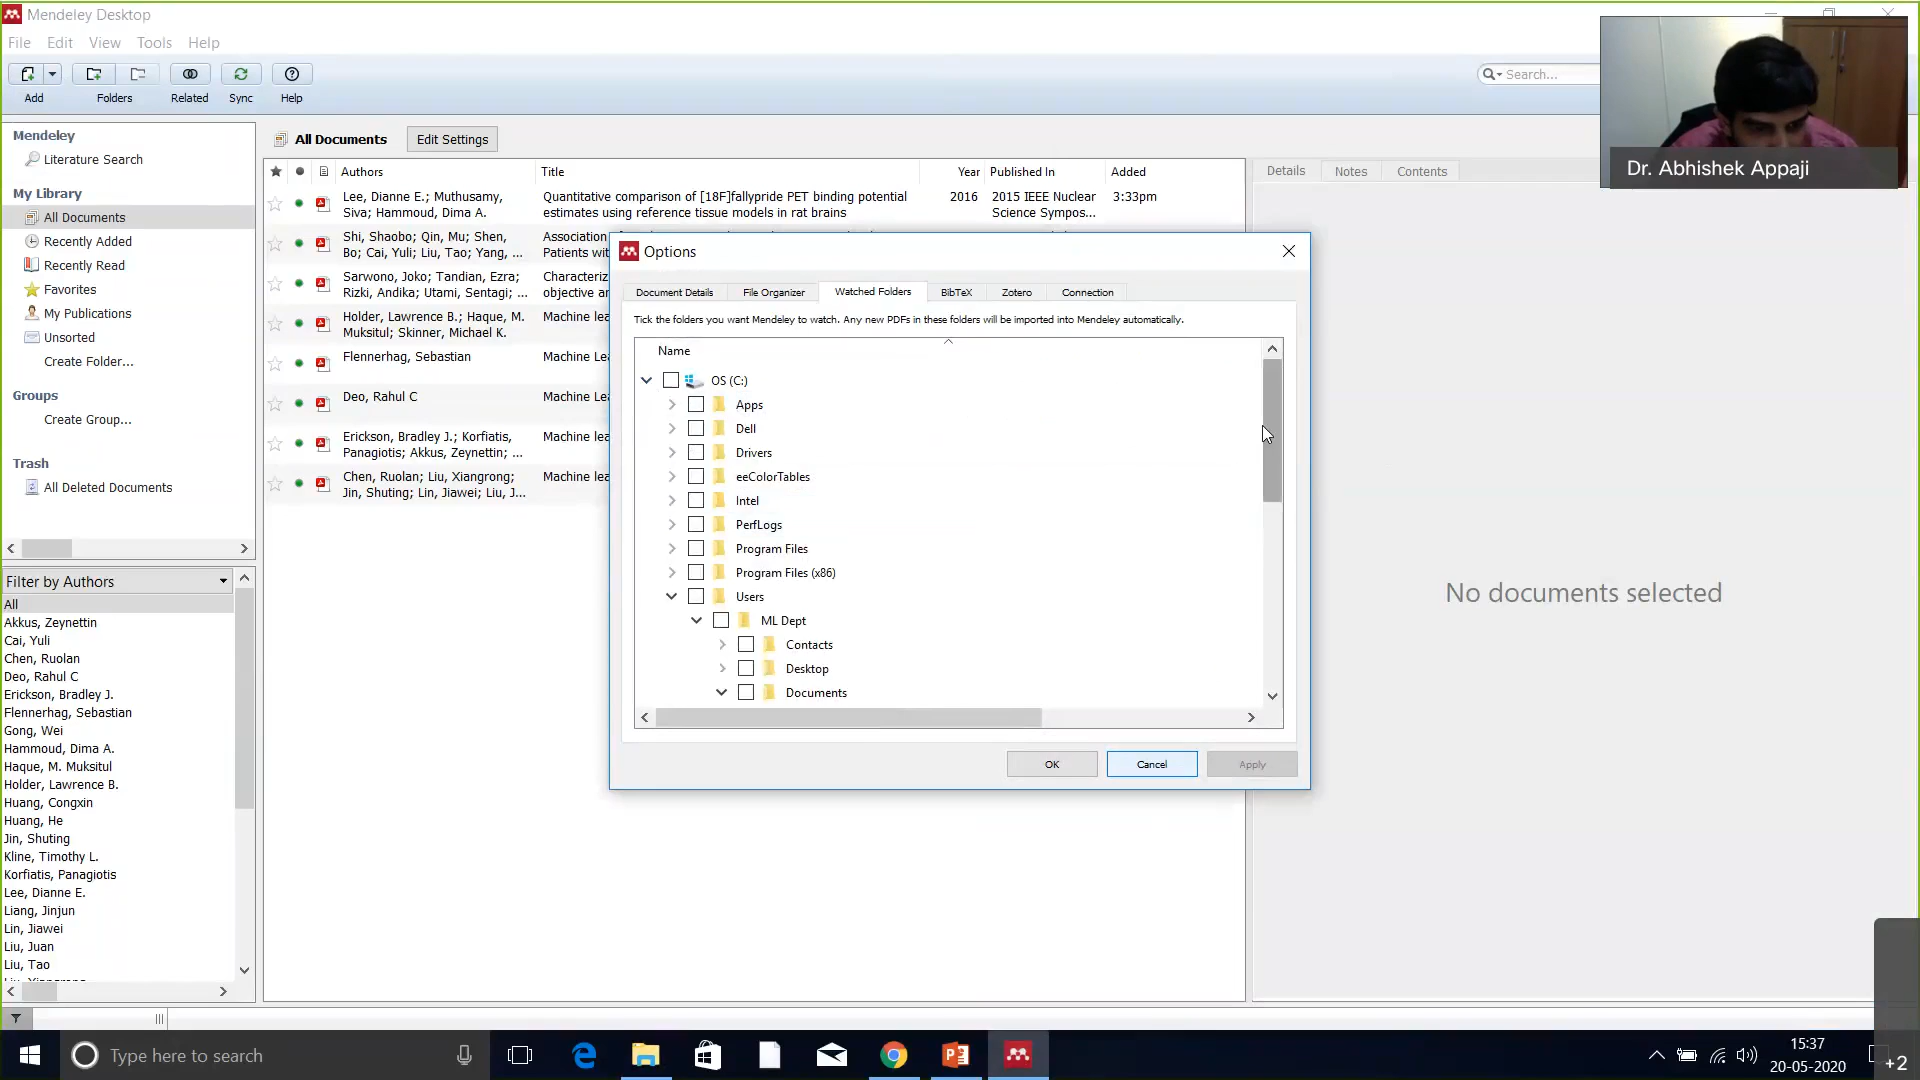 Mendeley Desktop
File Edit View Tools Help
Add Folders Related Sync Help
Search...
Dr. Abhishek Appaji
Mendeley
Literature Search
My Library
All Documents
Recently Added
Recently Read
Favorites
My Publications
Unsorted
Create Folder...
Groups
Create Group...
Trash
All Deleted Documents
Filter by Authors
All
Akkus, Zeynettin
Cai, Yuli
Chen, Ruolan
Deo, Rahul C
Erickson, Bradley J.
Flennerhag, Sebastian
Gong, Wei
Hammoud, Dima A.
Haque, M. Muksitul
Holder, Lawrence B.
Huang, Congxin
Huang, He
Jin, Shuting
Kline, Timothy L.
Korfiatis, Panagiotis
Lee, Dianne E.
Liang, Jinjun
Lin, Jiawei
Liu, Juan
Liu, Tao
All Documents Edit Settings
Authors Title Year Published In Added
Lee, Dianne E.; Muthusamy, Quantitative comparison of [18F]fallypride PET binding potential 2016 2015 IEEE Nuclear 3:33pm
Siva; Hammoud, Dima A. estimates using reference tissue models in rat brains Science Sympos...
Shi, Shaobo; Qin, Mu; Shen, Association
Bo; Cai, Yuli; Liu, Tao; Yang, ... Patients wit
Sarwono, Joko; Tandian, Ezra; Characteriz
Rizki, Andika; Utami, Sentagi; ... objective ar
Holder, Lawrence B.; Haque, M. Machine lea
Muksitul; Skinner, Michael K.
Flennerhag, Sebastian Machine Lea
Deo, Rahul C Machine Lea
Erickson, Bradley J.; Korfiatis, Machine lea
Panagiotis; Akkus, Zeynettin; ...
Chen, Ruolan; Liu, Xiangrong; Machine lea
Jin, Shuting; Lin, Jiawei; Liu, J...
Options
Document Details File Organizer Watched Folders BibTeX Zotero Connection
Tick the folders you want Mendeley to watch. Any new PDFs in these folders will be imported into Mendeley automatically.
Name
OS (C:)
Apps
Dell
Drivers
eeColorTables
Intel
PerfLogs
Program Files
Program Files (x86)
Users
ML Dept
Contacts
Desktop
Documents
OK Cancel Apply
Details Notes Contents
No documents selected
Type here to search
15:37
20-05-2020
+2